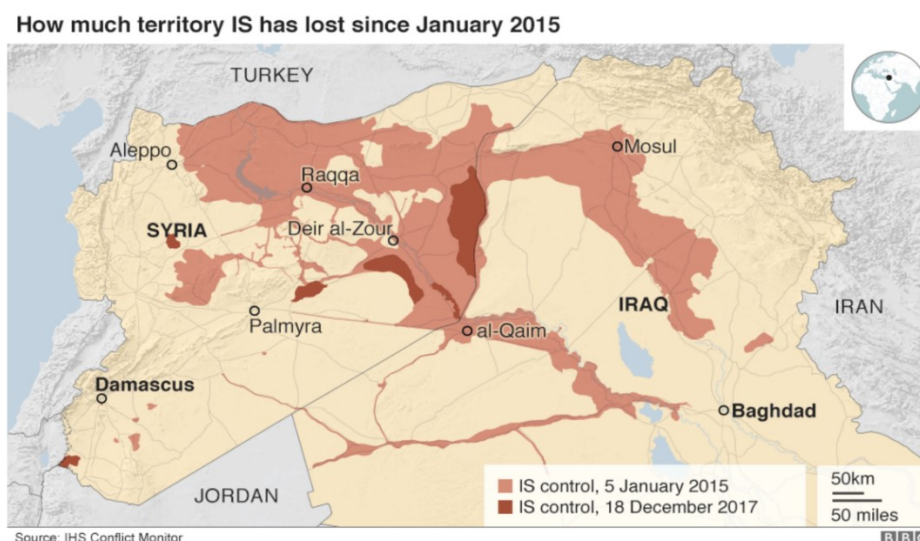 How much territory IS has lost since January 2015
TURKEY
Aleppo
Mosul
Raqqa
SYRIA
Deir al-Zour
IRAQ
IRAN
Palmyra
al-Qaim
Damascus
Baghdad
JORDAN
IS control, 5 January 2015
IS control, 18 December 2017
50km
50 miles
Source: IHS Conflict Monitor
BBC